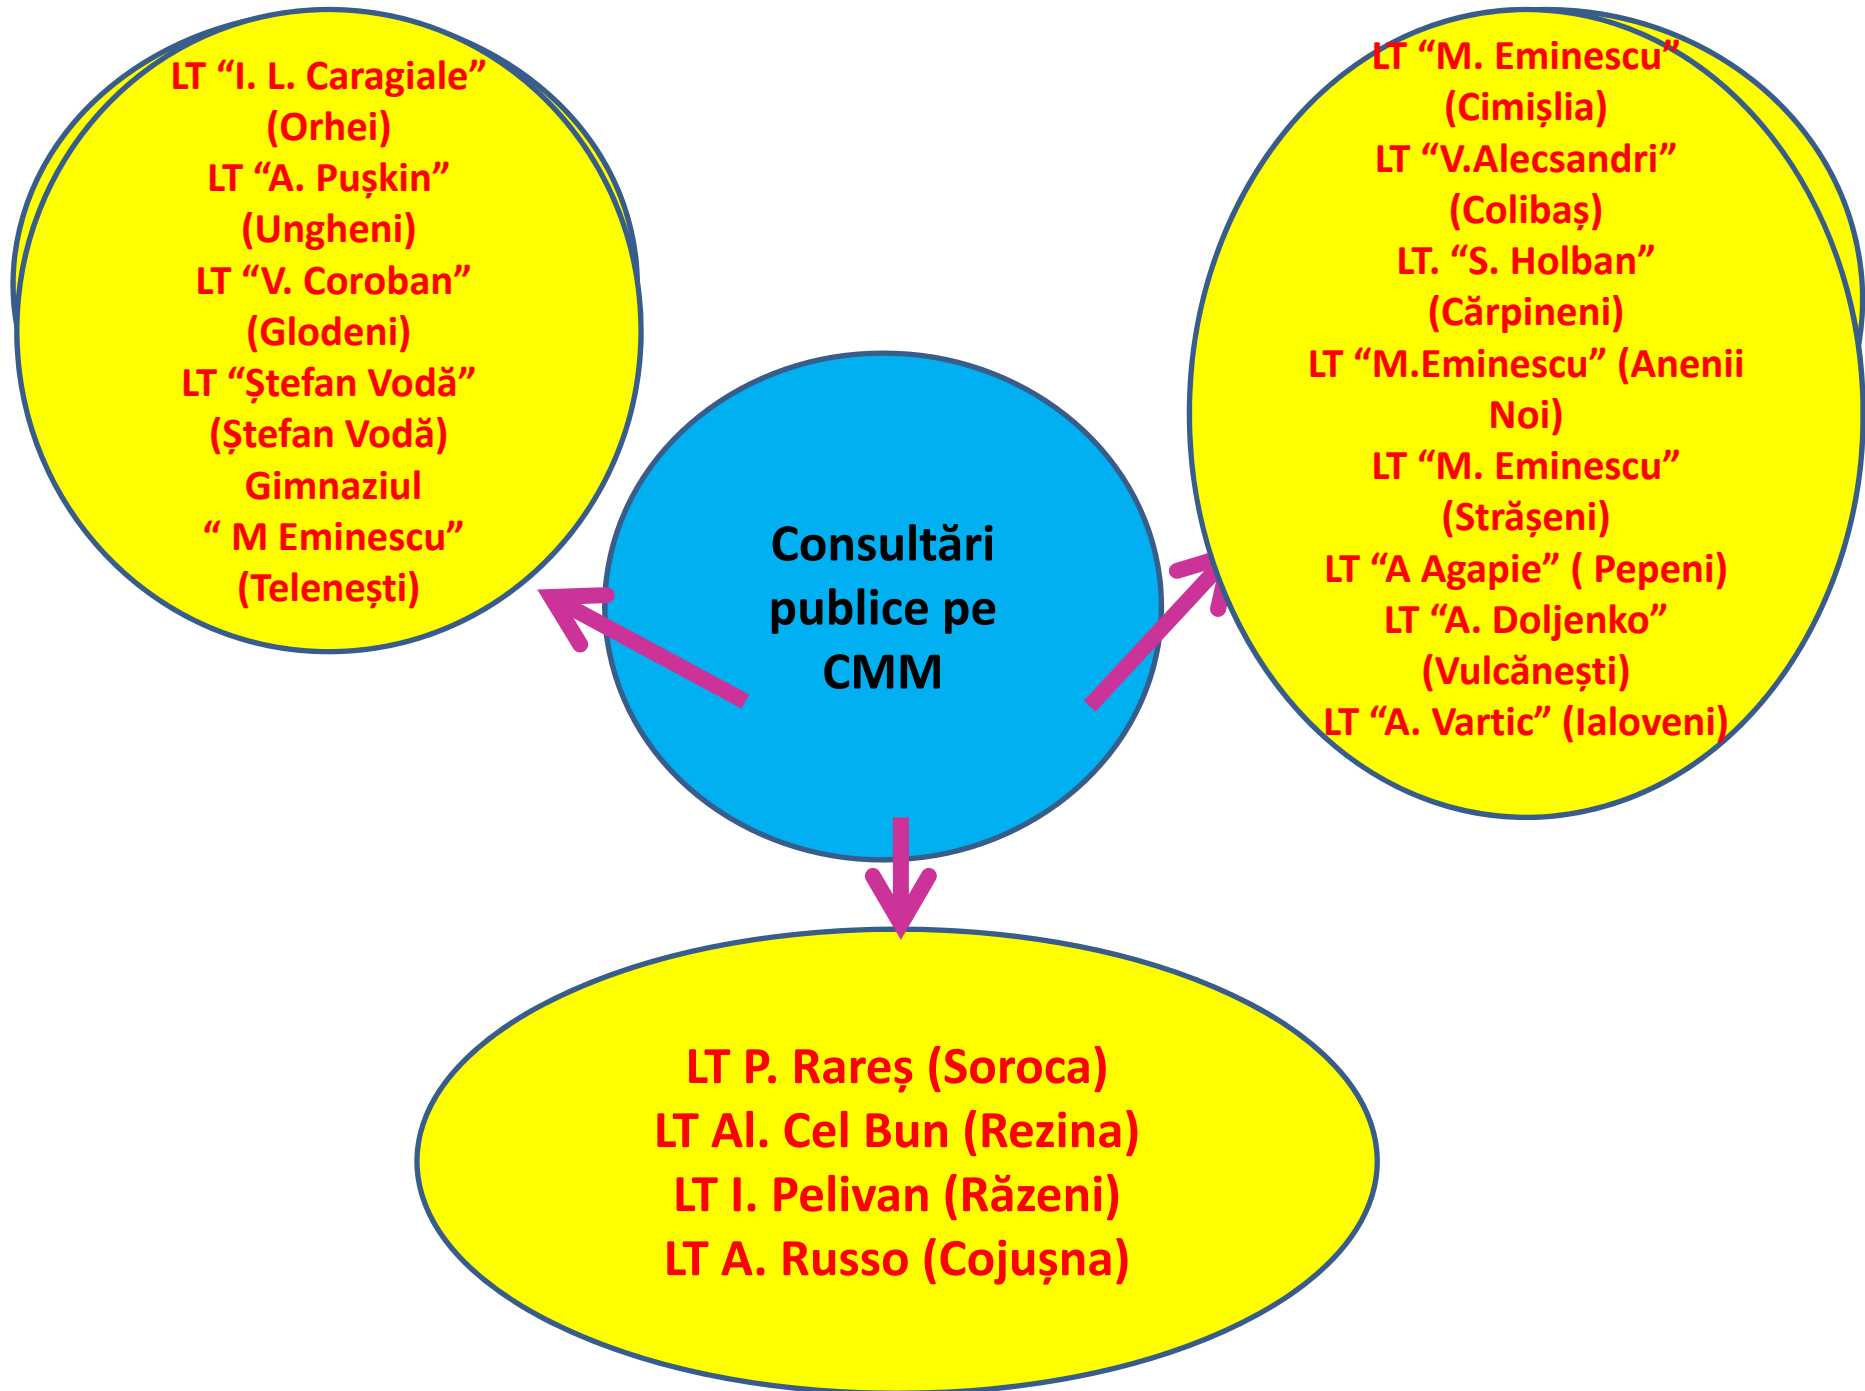 LT “I. L. Caragiale”
(Orhei)
LT “A. Pușkin”
(Ungheni)
LT “V. Coroban”
(Glodeni)
LT “Ștefan Vodă”
(Ștefan Vodă)
Gimnaziul
“ M Eminescu”
(Telenești)
LT “M. Eminescu”
(Cimișlia)
LT “V.Alecsandri”
(Colibaș)
LT. “S. Holban”
(Cărpineni)
LT “M.Eminescu” (Anenii
Noi)
LT “M. Eminescu”
(Strășeni)
LT “A Agapie” ( Pepeni)
LT “A. Doljenko”
(Vulcănești)
LT “A. Vartic” (Ialoveni)
Consultări
publice pe
CMM
LT P. Rareș (Soroca)
LT Al. Cel Bun (Rezina)
LT I. Pelivan (Răzeni)
LT A. Russo (Cojușna)